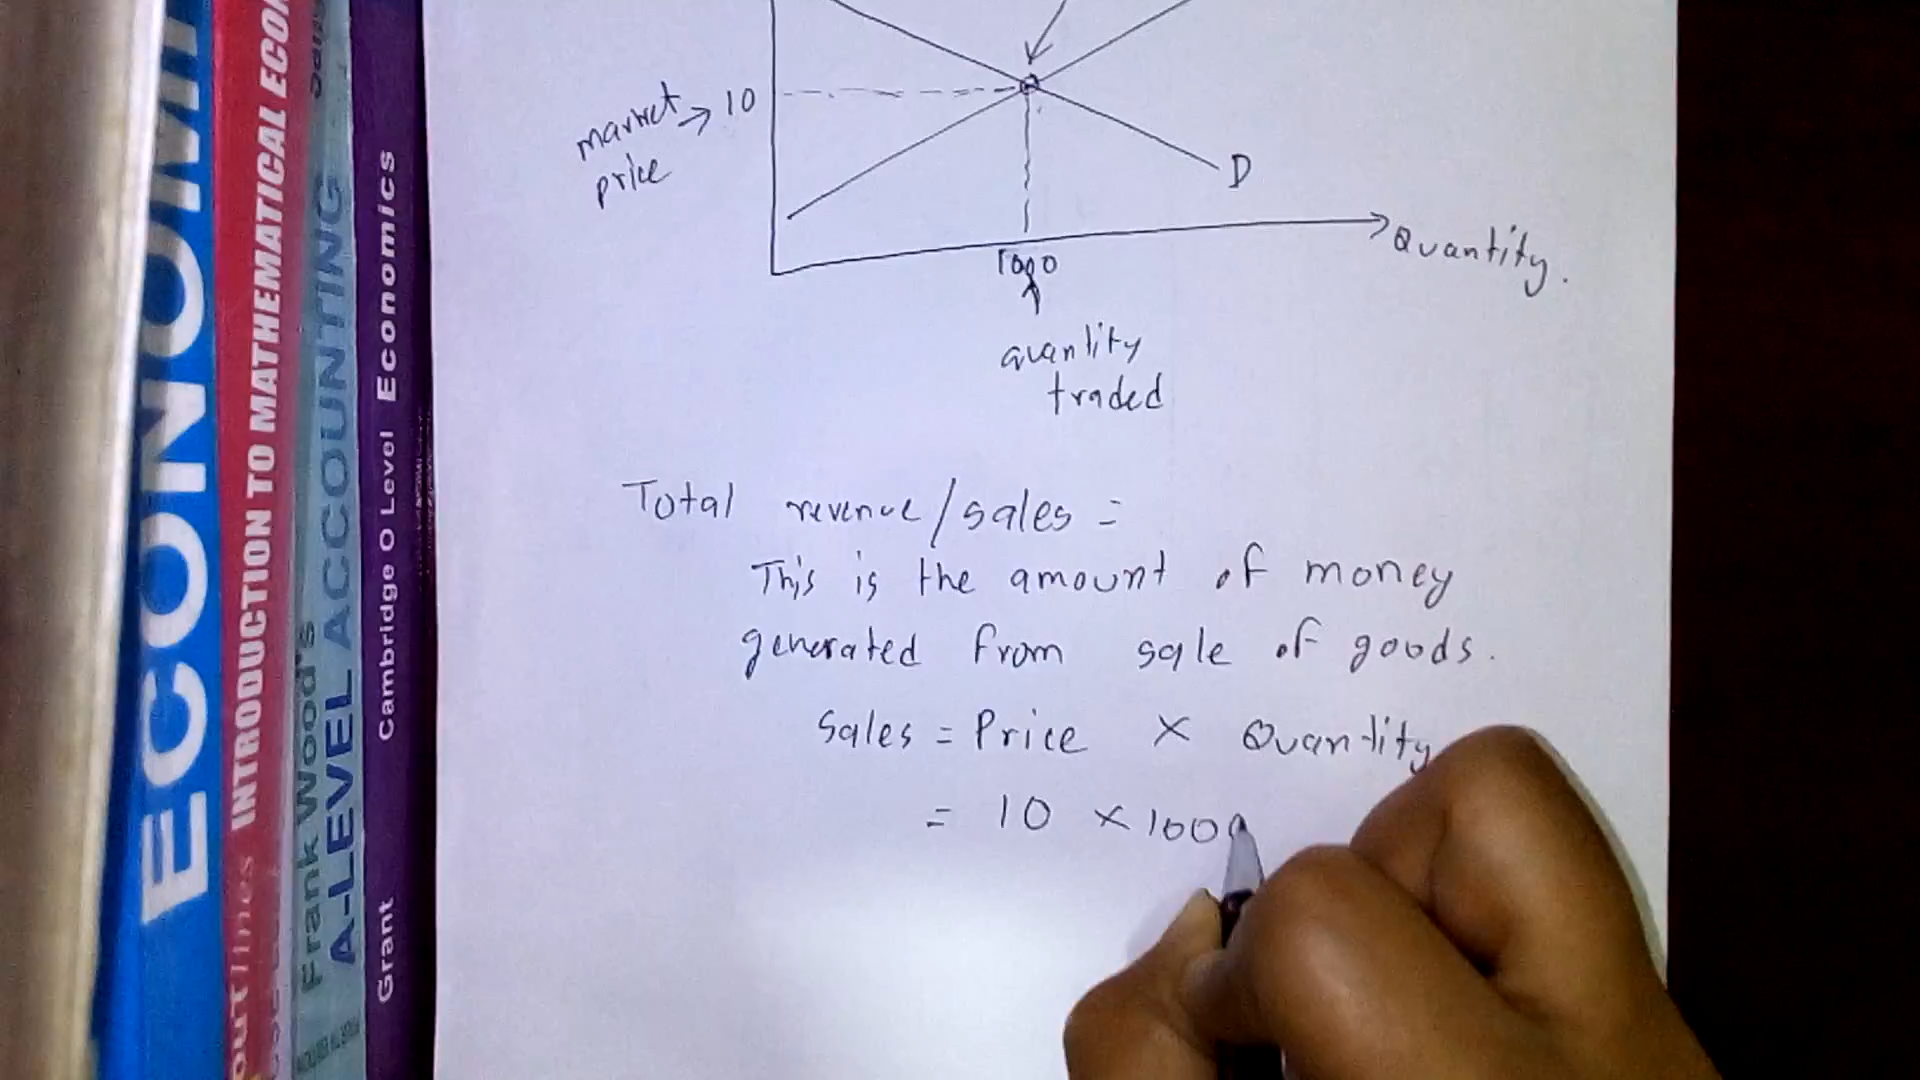 ECONOMI
outlines INTRODUCTION TO MATHEMATICAL ECON
Frank Wood's
A-LEVEL ACCOUNTING
Grant Cambridge O Level Economics
market → 10
price
D
Quantity.
1000
quantity
traded
Total revenue/sales =
This is the amount of money
generated from sale of goods.
Sales = Price × Quantity
= 10 × 1000